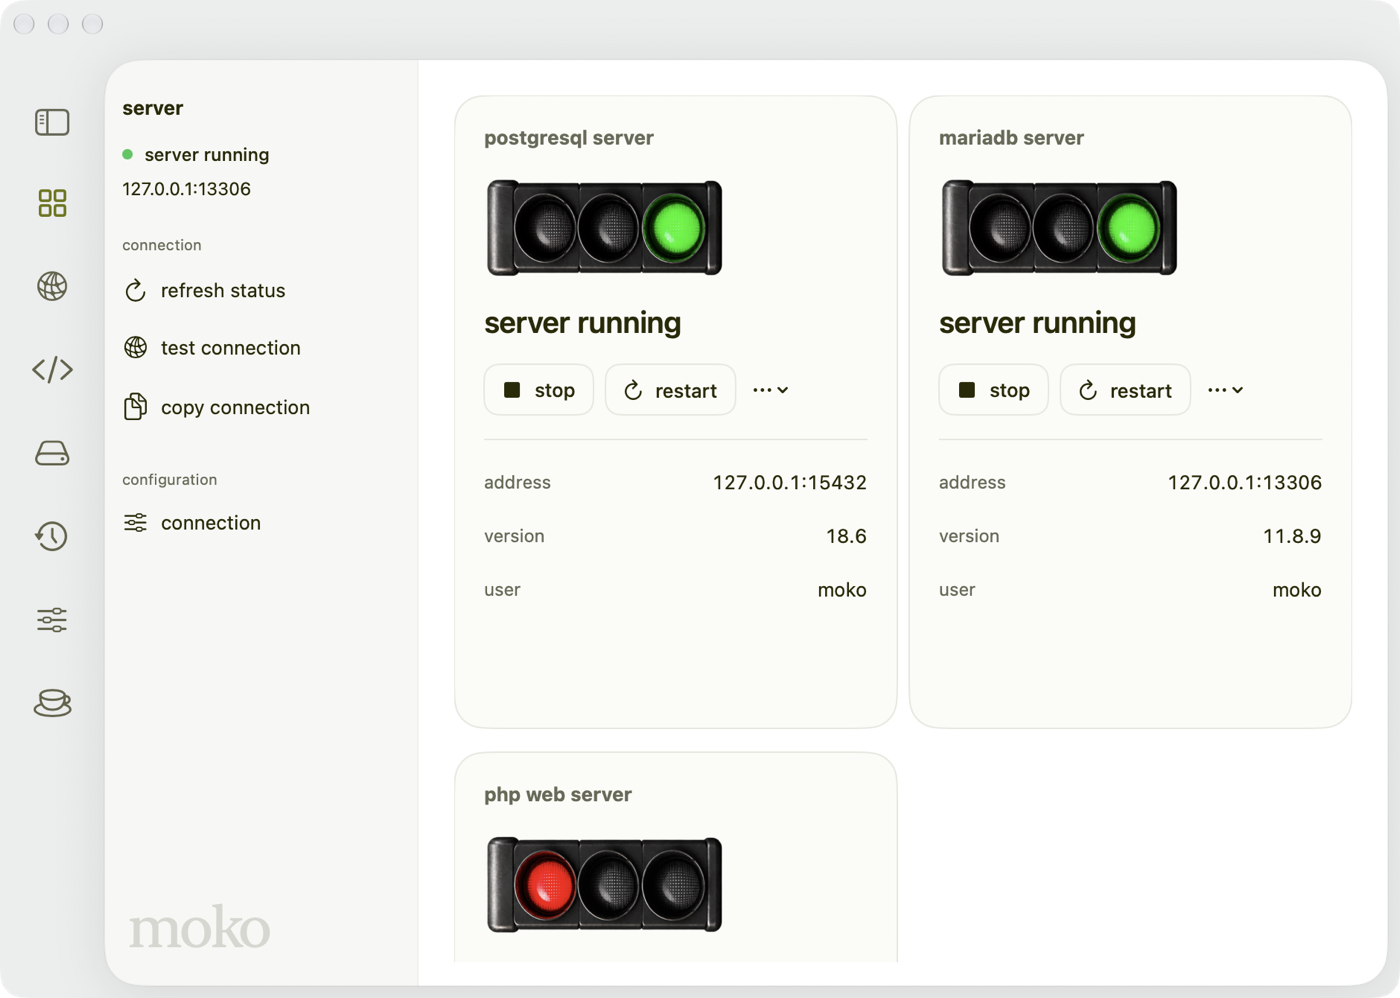 server
server running
127.0.0.1:13306
connection
refresh status
test connection
copy connection
configuration
connection
moko
postgresql server
server running
stop
restart
address 127.0.0.1:15432
version 18.6
user moko
mariadb server
server running
stop
restart
address 127.0.0.1:13306
version 11.8.9
user moko
php web server